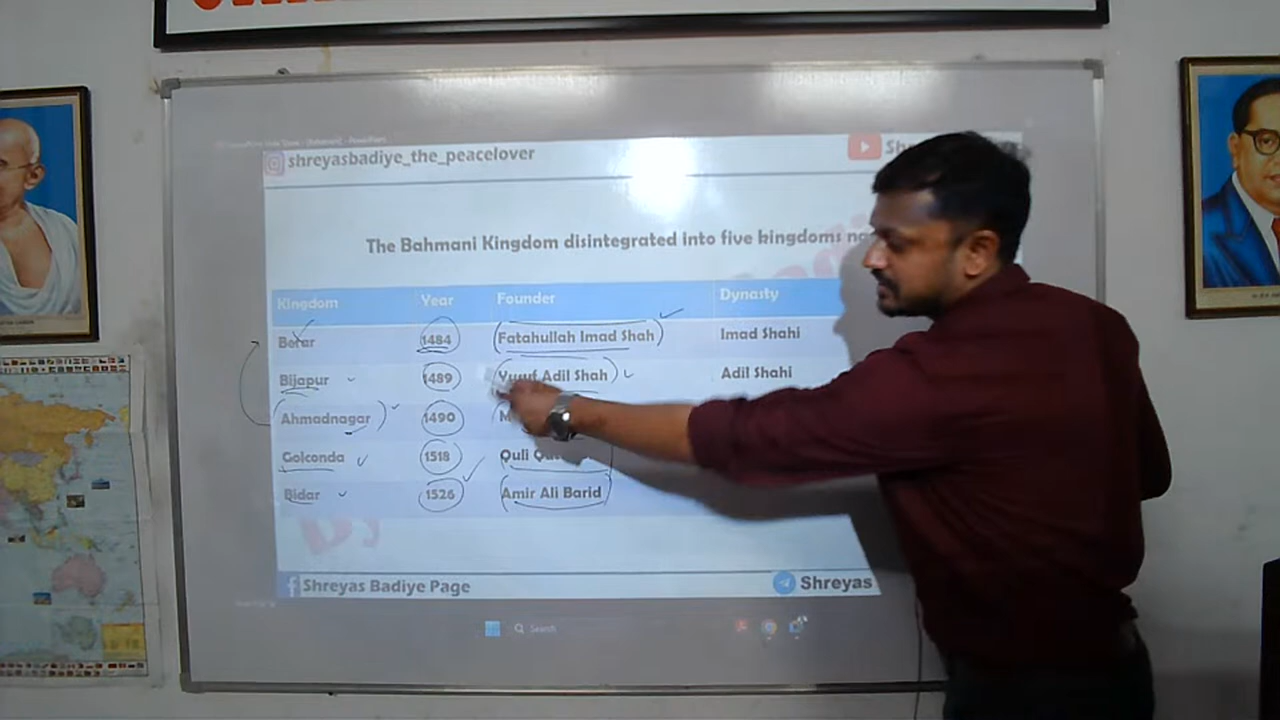 shreyasbadiye_the_peacelover
The Bahmani Kingdom disintegrated into five kingdoms
Kingdom Year Founder Dynasty
Berar 1484 Fatahullah Imad Shah Imad Shahi
Bijapur 1489 Yusuf Adil Shah Adil Shahi
Ahmadnagar 1490
Golconda 1518 Quli
Bidar 1526 Amir Ali Barid
By
Shreyas Badiye Page Shreyas
Search